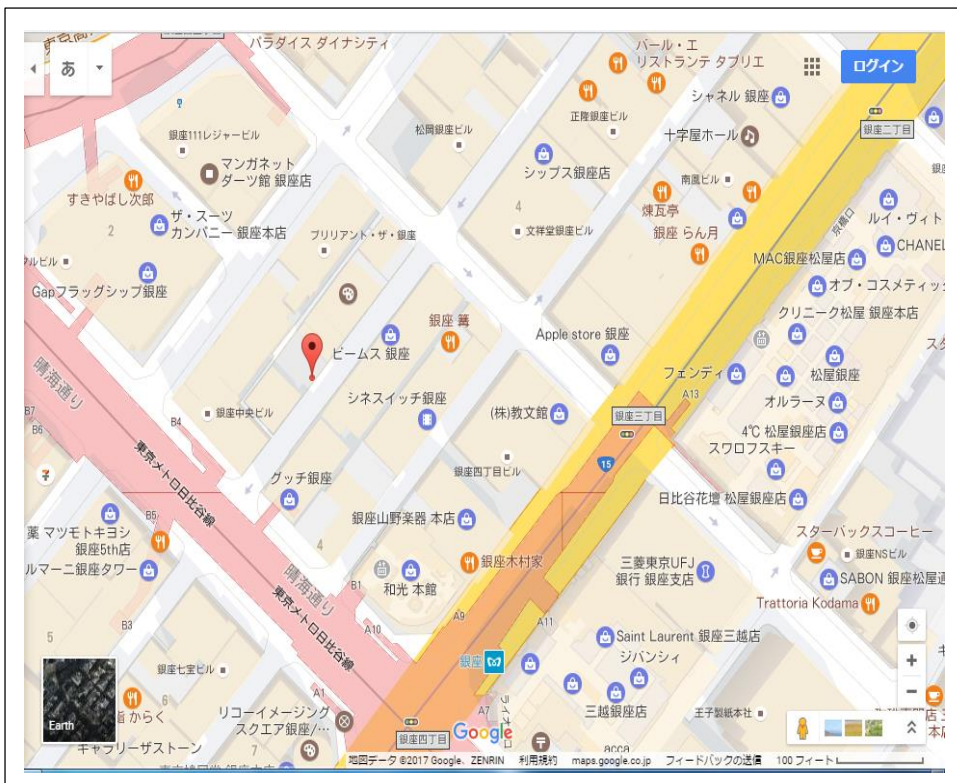 パラダイス ダイナシティ
バール・エ
リストランテ タブリエ
あ
ログイン
シャネル 銀座
正隆銀座ビル
松岡銀座ビル
銀座二丁目
銀座111レジャービル
十字屋ホール
マンガネット
ダーツ館 銀座店
シップス銀座店
南風ビル
すきやばし次郎
煉瓦亭
京橋口
ルイ・ヴィト
ザ・スーツ
カンパニー 銀座本店
2
4
ブリリアント・ザ・銀座
文祥堂銀座ビル
銀座 らん月
CHANEL
MAC銀座松屋店
Gapフラッグシップ銀座
オブ・コスメティッ
クリニーク松屋 銀座本店
銀座 篝
Apple store 銀座
ビームス 銀座
フェンディ
松屋銀座
晴海通り
シネスイッチ銀座
A13
オルラーヌ
B7
B6
B4
銀座中央ビル
(株)教文館
銀座三丁目
4℃ 松屋銀座店
スワロフスキー
東京メトロ日比谷線
15
グッチ銀座
銀座四丁目ビル
日比谷花壇 松屋銀座店
B5
薬 マツモトキヨシ
銀座5th店
銀座山野楽器 本店
4
スターバックスコーヒー
銀座NSビル
ルマーニ銀座タワー
晴海通り
銀座木村家
三菱東京UFJ
銀行 銀座支店
SABON 銀座松屋通
B1
和光 本館
Trattoria Kodama
東京メトロ日比谷線
B3
A10
A9
A11
Saint Laurent 銀座三越店
ジバンシィ
5
銀座七宝ビル
銀座
Earth
6
からく
A1
A7
ライオン口
三越銀座店
王子製紙本社
リコーイメージング
スクエア銀座/…
ギャラリーザストーン
7
銀座四丁目
Google
acca
地図データ ©2017 Google、ZENRIN
利用規約
maps.google.co.jp
フィードバックの送信
100 フィート